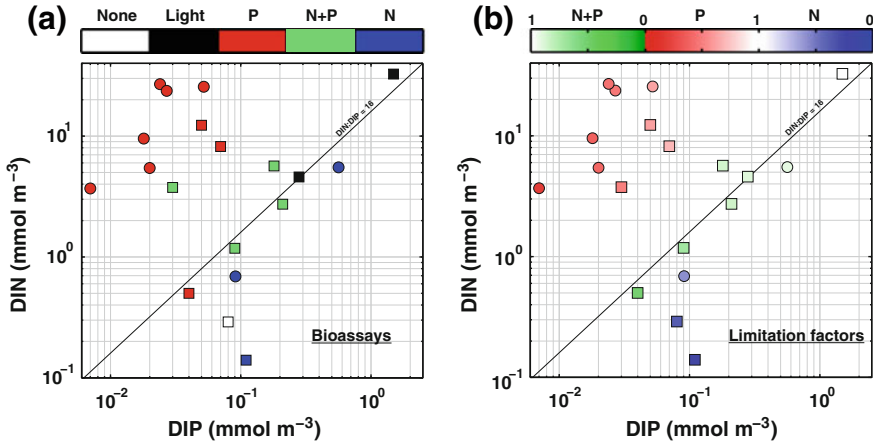 (a)
None Light P N+P N
DIN (mmol m⁻³)
10¹
10⁰
10⁻¹
DIN:DIP = 16
Bioassays
10⁻² 10⁻¹ 10⁰
DIP (mmol m⁻³)
(b)
1 N+P 0 P 1 N 0
DIN (mmol m⁻³)
10¹
10⁰
10⁻¹
DIN:DIP = 16
Limitation factors
10⁻² 10⁻¹ 10⁰
DIP (mmol m⁻³)